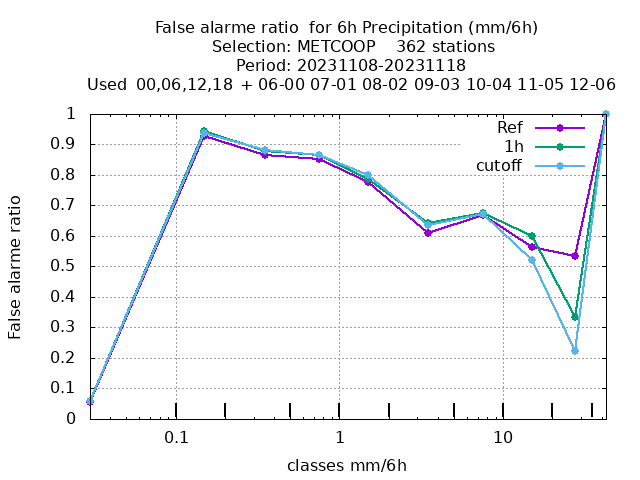 False alarme ratio  for 6h Precipitation (mm/6h)
Selection: METCOOP    362 stations
Period: 20231108-20231118
Used  00,06,12,18  + 06-00 07-01 08-02 09-03 10-04 11-05 12-06
Ref
1h
cutoff
False alarme ratio
1
0.9
0.8
0.7
0.6
0.5
0.4
0.3
0.2
0.1
0
0.1 1 10
classes mm/6h